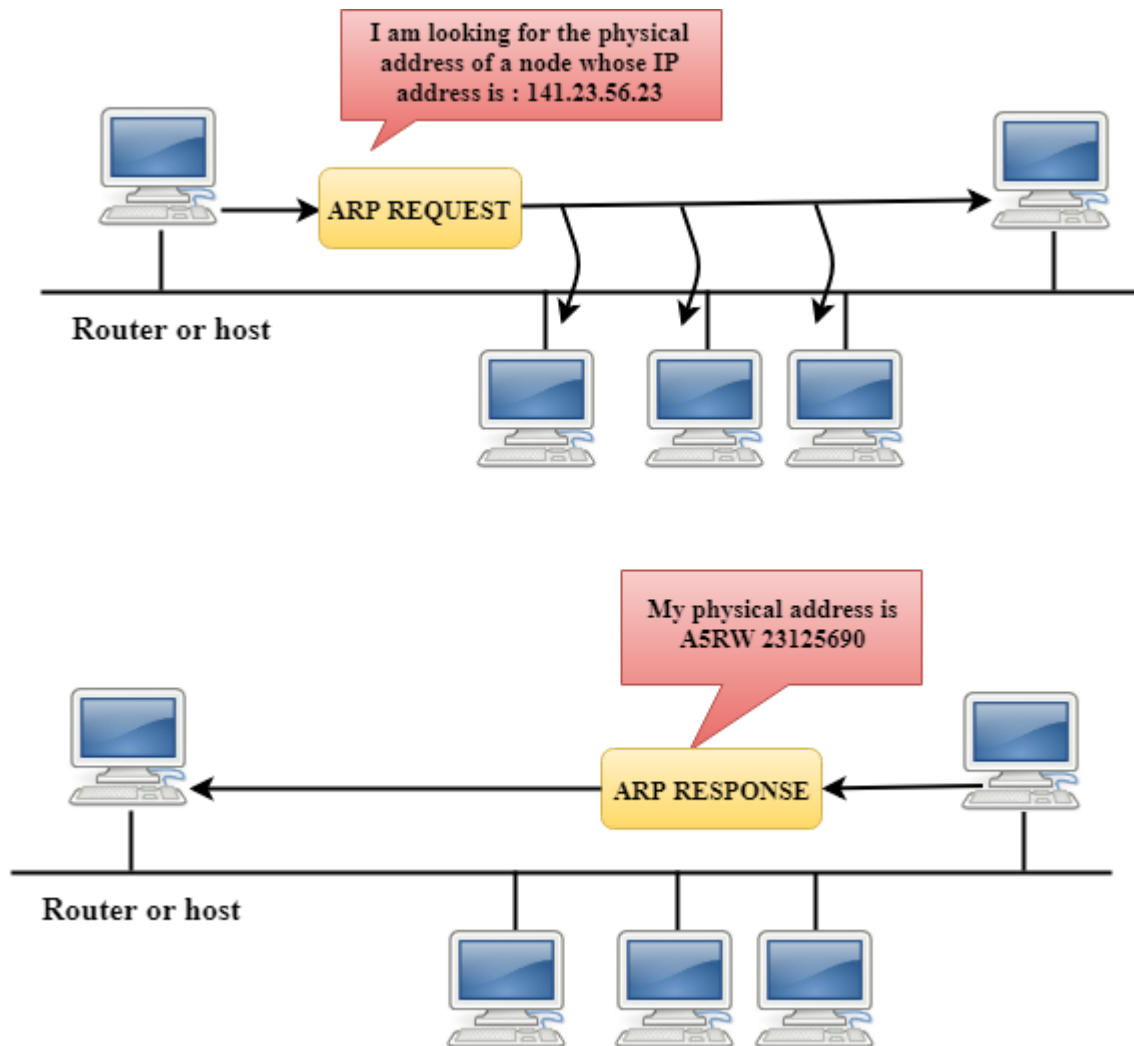 I am looking for the physical
address of a node whose IP
address is : 141.23.56.23
ARP REQUEST
Router or host
My physical address is
A5RW 23125690
ARP RESPONSE
Router or host